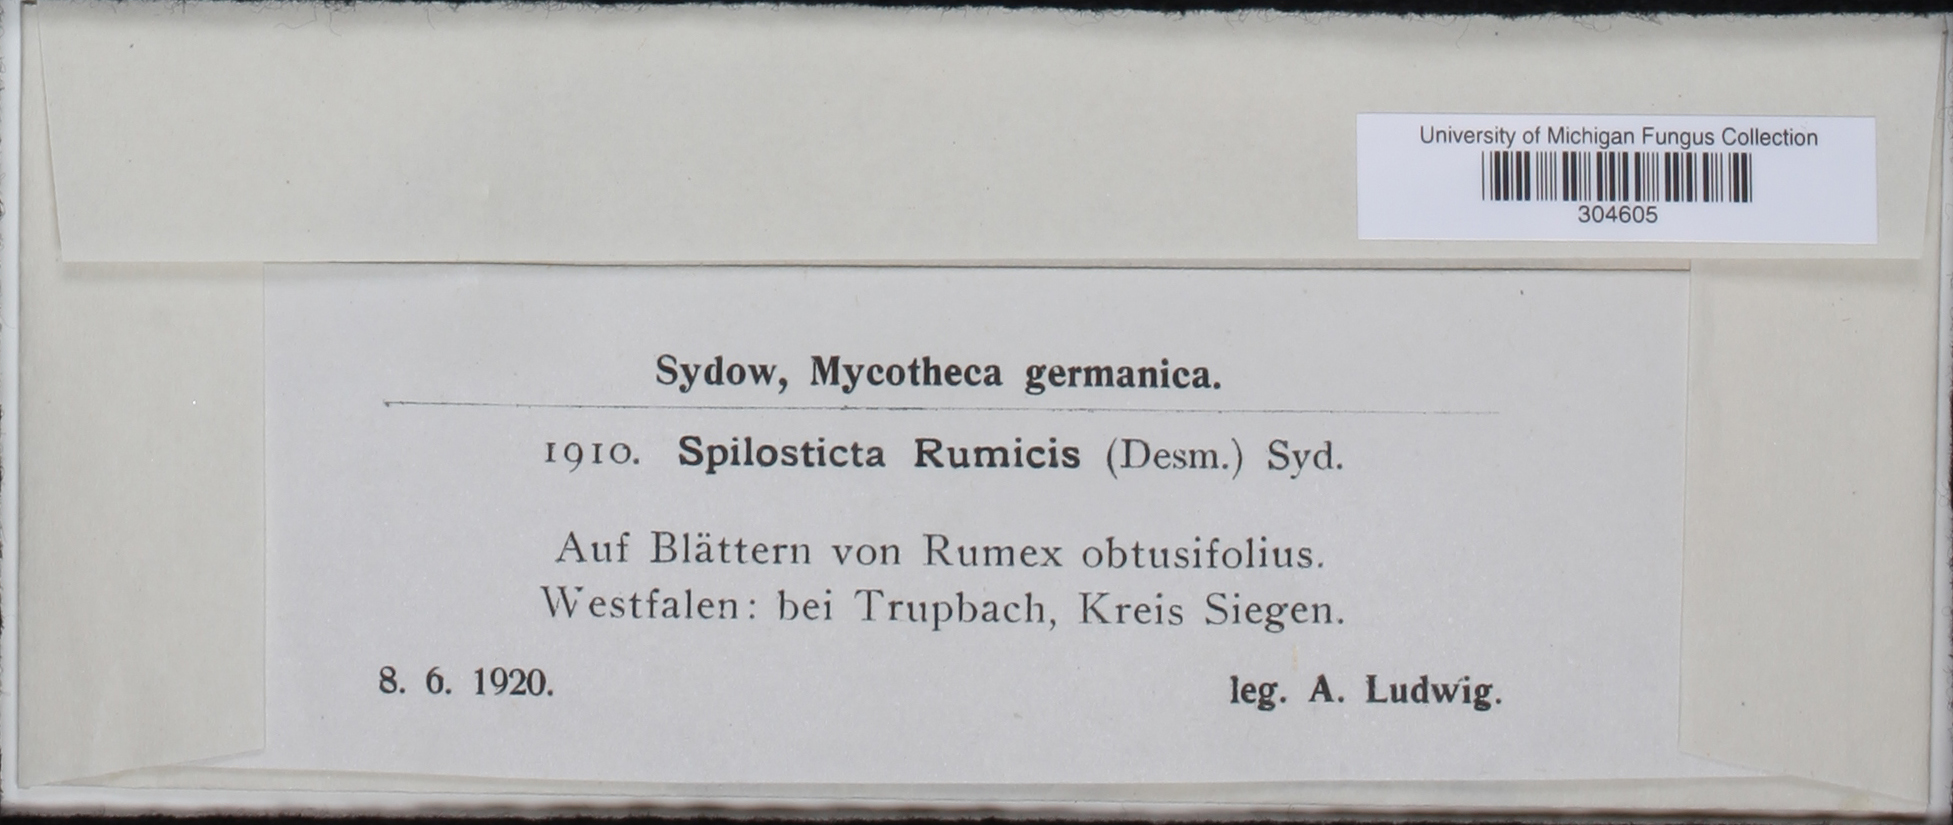 University of Michigan Fungus Collection
304605
Sydow, Mycotheca germanica.
1910. Spilosticta Rumicis (Desm.) Syd.
Auf Blättern von Rumex obtusifolius.
Westfalen: bei Trupbach, Kreis Siegen.
8. 6. 1920. leg. A. Ludwig.